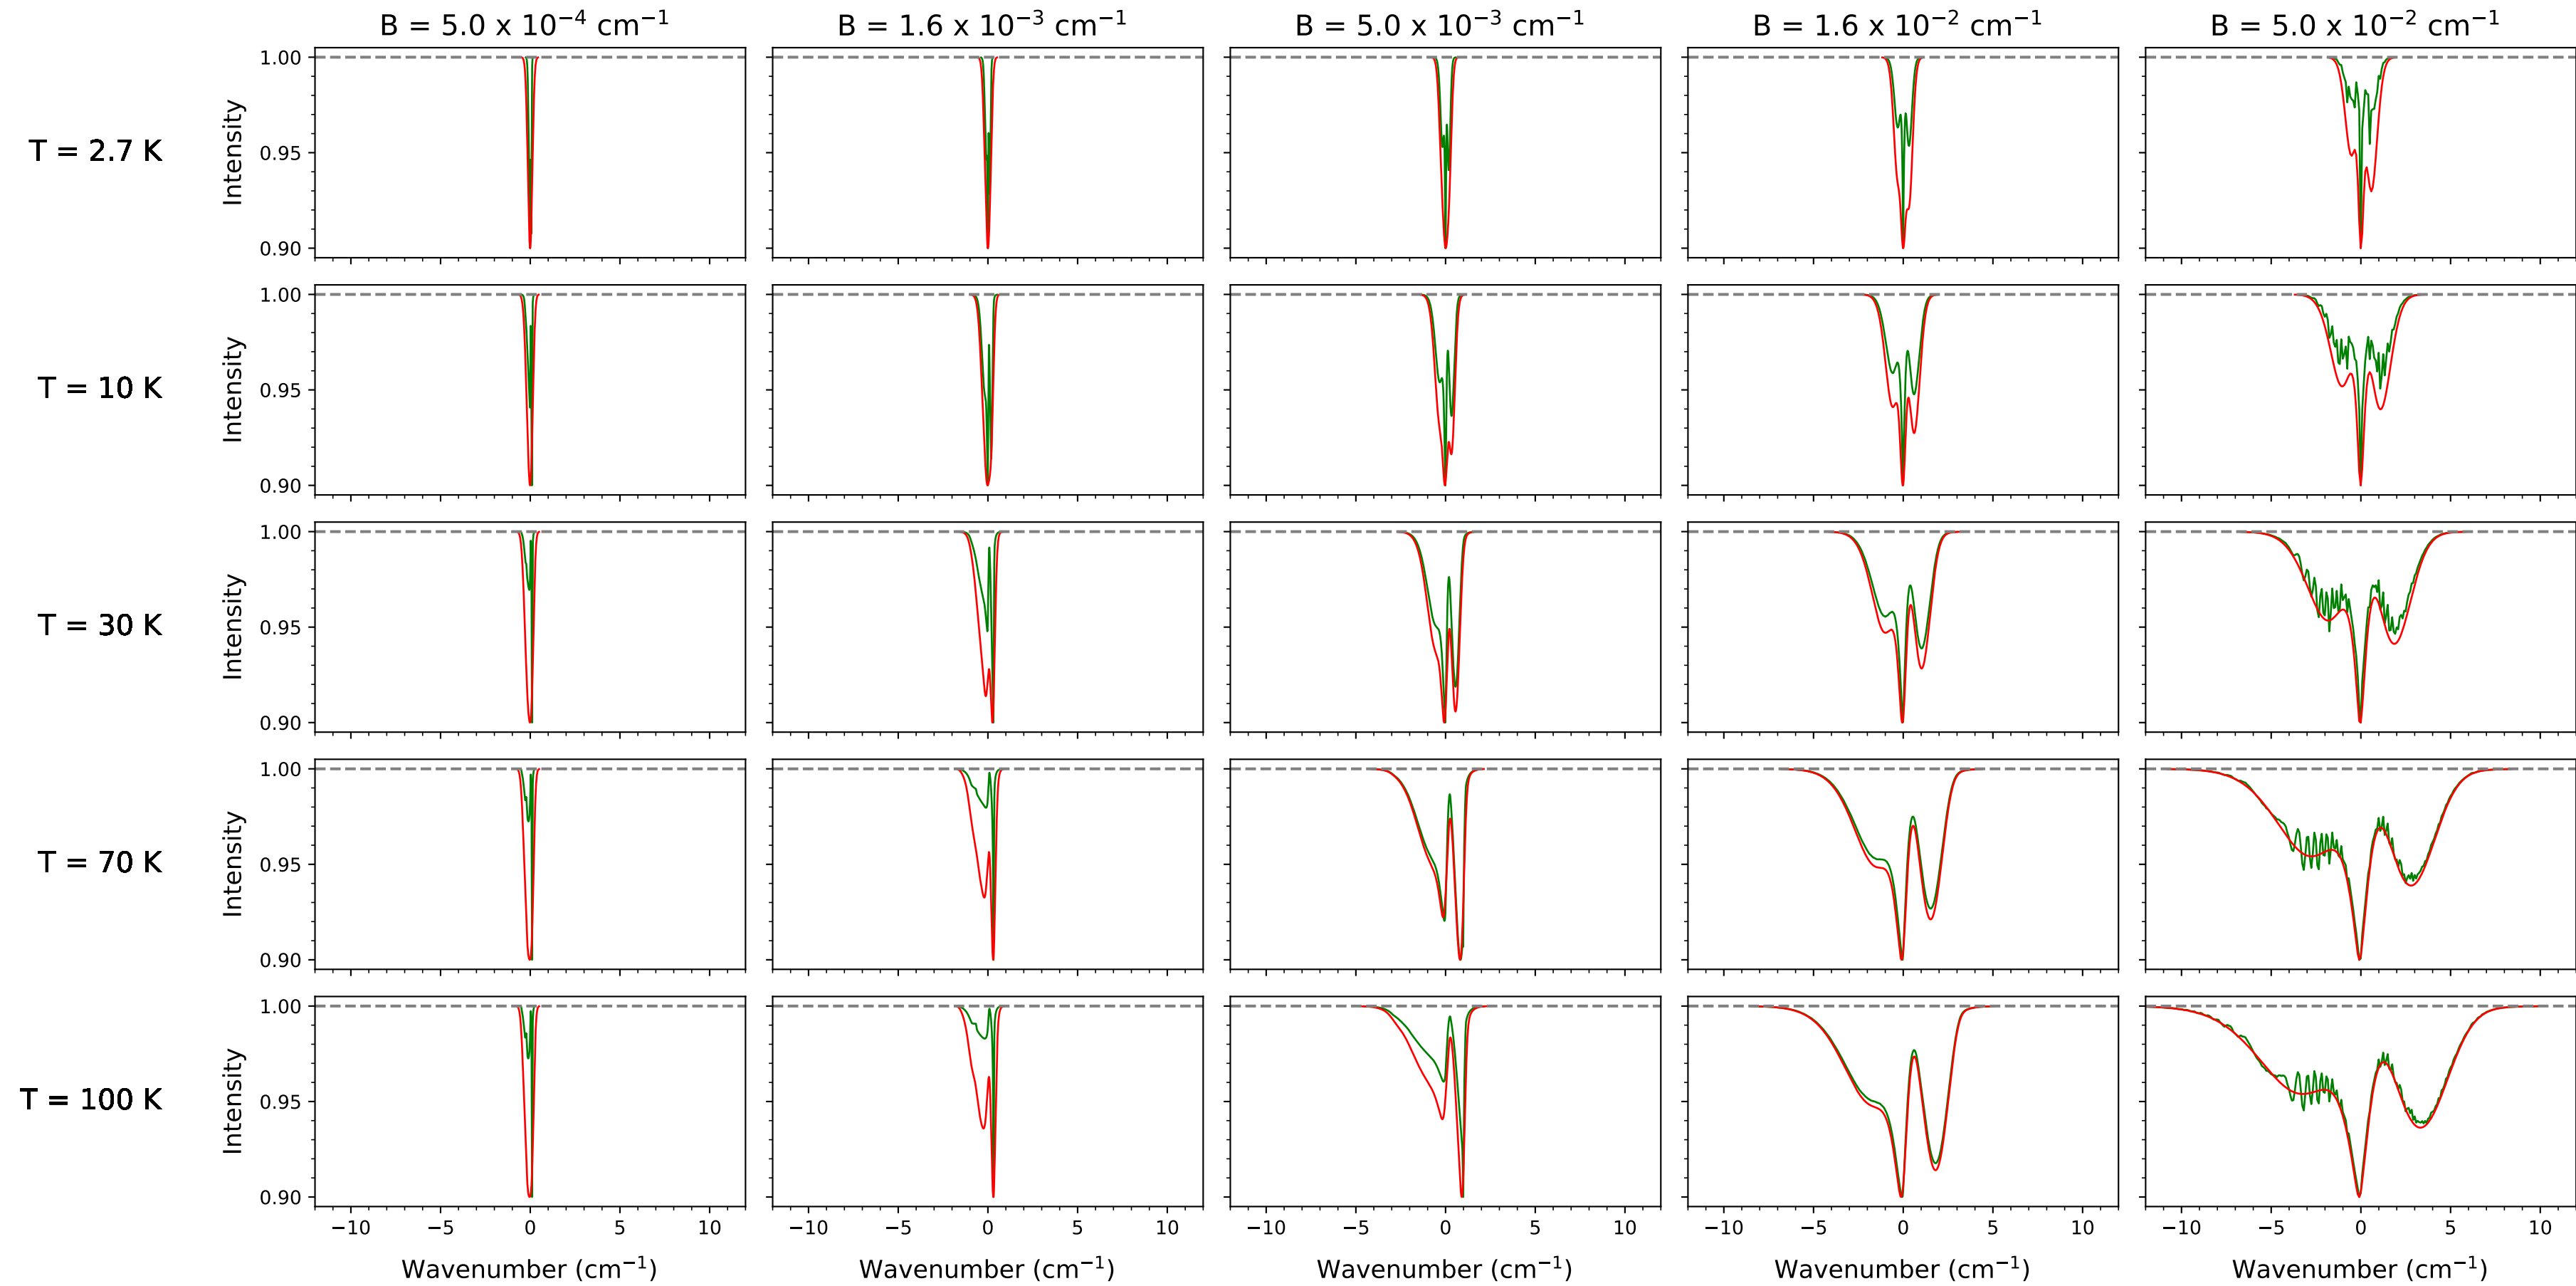 B = 5.0 x 10⁻⁴ cm⁻¹ B = 1.6 x 10⁻³ cm⁻¹ B = 5.0 x 10⁻³ cm⁻¹ B = 1.6 x 10⁻² cm⁻¹ B = 5.0 x 10⁻² cm⁻¹
1.00
T = 2.7 K Intensity 0.95
0.90
1.00
T = 10 K Intensity 0.95
0.90
1.00
T = 30 K Intensity 0.95
0.90
1.00
T = 70 K Intensity 0.95
0.90
1.00
T = 100 K Intensity 0.95
0.90
−10 −5 0 5 10 −10 −5 0 5 10 −10 −5 0 5 10 −10 −5 0 5 10 −10 −5 0 5 10
Wavenumber (cm⁻¹) Wavenumber (cm⁻¹) Wavenumber (cm⁻¹) Wavenumber (cm⁻¹) Wavenumber (cm⁻¹)